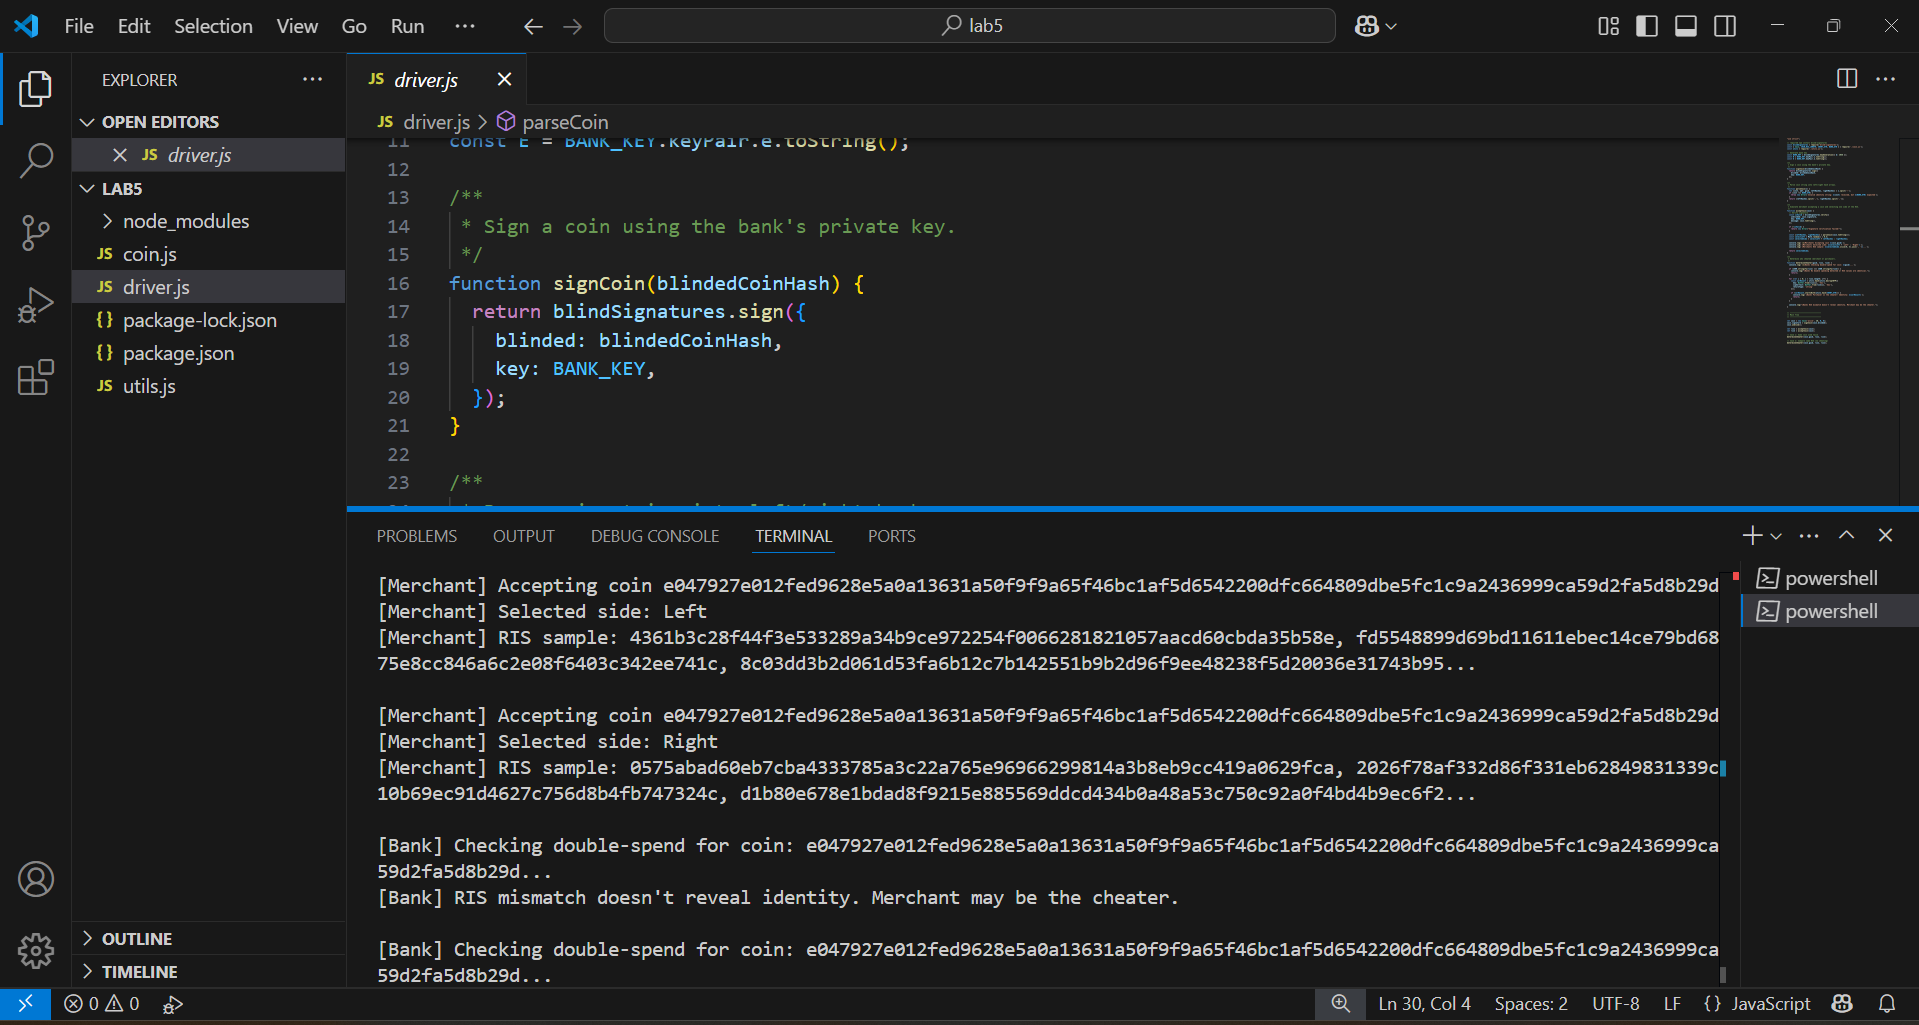 File Edit Selection View Go Run ··· lab5
EXPLORER ···
OPEN EDITORS
JS driver.js
LAB5
node_modules
JS coin.js
JS driver.js
{} package-lock.json
{} package.json
JS utils.js
OUTLINE
TIMELINE
JS driver.js
JS driver.js > parseCoin
11 const E = BANK_KEY.keyPair.e.toString();
12
13 /**
14 * Sign a coin using the bank's private key.
15 */
16 function signCoin(blindedCoinHash) {
17 return blindSignatures.sign({
18 blinded: blindedCoinHash,
19 key: BANK_KEY,
20 });
21 }
22
23 /**
PROBLEMS OUTPUT DEBUG CONSOLE TERMINAL PORTS
[Merchant] Accepting coin e047927e012fed9628e5a0a13631a50f9f9a65f46bc1af5d6542200dfc664809dbe5fc1c9a2436999ca59d2fa5d8b29d
[Merchant] Selected side: Left
[Merchant] RIS sample: 4361b3c28f44f3e533289a34b9ce972254f0066281821057aacd60cbda35b58e, fd5548899d69bd11611ebec14ce79bd68
75e8cc846a6c2e08f6403c342ee741c, 8c03dd3b2d061d53fa6b12c7b142551b9b2d96f9ee48238f5d20036e31743b95...
[Merchant] Accepting coin e047927e012fed9628e5a0a13631a50f9f9a65f46bc1af5d6542200dfc664809dbe5fc1c9a2436999ca59d2fa5d8b29d
[Merchant] Selected side: Right
[Merchant] RIS sample: 0575abad60eb7cba4333785a3c22a765e96966299814a3b8eb9cc419a0629fca, 2026f78af332d86f331eb62849831339c
10b69ec91d4627c756d8b4fb747324c, d1b80e678e1bdad8f9215e885569ddcd434b0a48a53c750c92a0f4bd4b9ec6f2...
[Bank] Checking double-spend for coin: e047927e012fed9628e5a0a13631a50f9f9a65f46bc1af5d6542200dfc664809dbe5fc1c9a2436999ca
59d2fa5d8b29d...
[Bank] RIS mismatch doesn't reveal identity. Merchant may be the cheater.
[Bank] Checking double-spend for coin: e047927e012fed9628e5a0a13631a50f9f9a65f46bc1af5d6542200dfc664809dbe5fc1c9a2436999ca
59d2fa5d8b29d...
powershell
powershell
0 0
Ln 30, Col 4 Spaces: 2 UTF-8 LF {} JavaScript